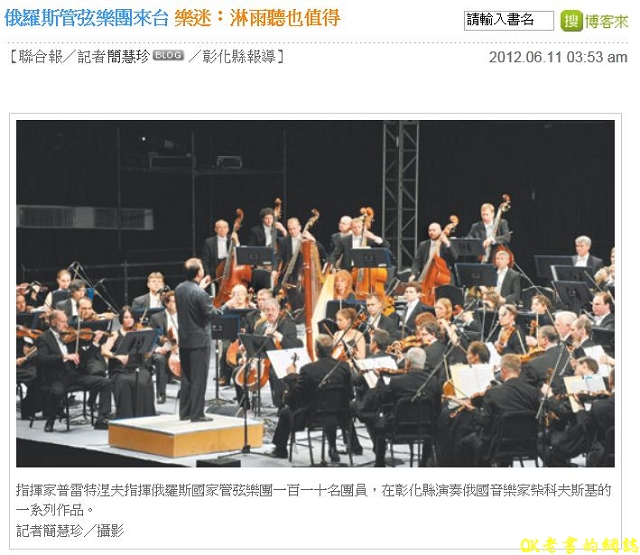 俄羅斯管弦樂團來台 樂迷：淋雨聽也值得
請輸入書名 搜 博客來
【聯合報／記者簡慧珍 BLOG ／彰化縣報導】 2012.06.11 03:53 am
指揮家普雷特涅夫指揮俄羅斯國家管弦樂團一百一十名團員，在彰化縣演奏俄國音樂家柴科夫斯基的
一系列作品。
記者簡慧珍／攝影
QK老書的網誌